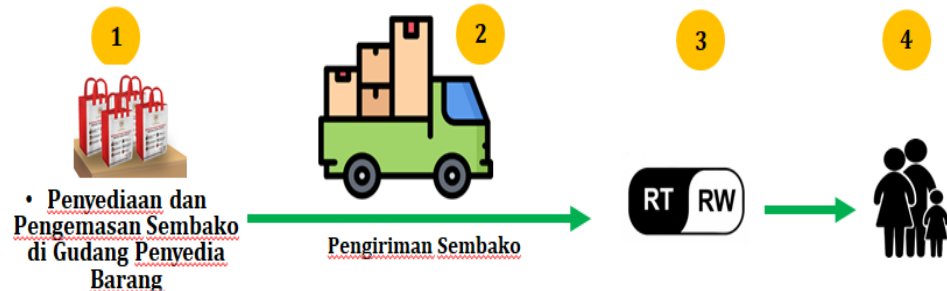 1
2
3
4
• Penyediaan dan
Pengemasan Sembako
di Gudang Penyedia
Barang
Pengiriman Sembako
RT RW